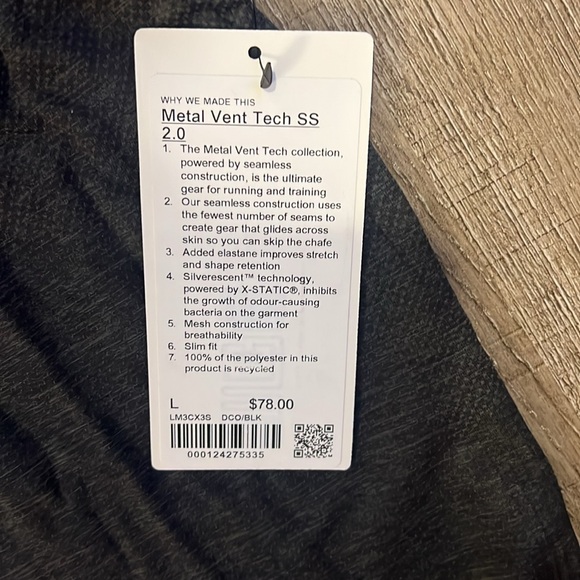 WHY WE MADE THIS
Metal Vent Tech SS
2.0
1. The Metal Vent Tech collection,
powered by seamless
construction, is the ultimate
gear for running and training
2. Our seamless construction uses
the fewest number of seams to
create gear that glides across
skin so you can skip the chafe
3. Added elastane improves stretch
and shape retention
4. Silverescent™ technology,
powered by X-STATIC®, inhibits
the growth of odour-causing
bacteria on the garment
5. Mesh construction for
breathability
6. Slim fit
7. 100% of the polyester in this
product is recycled
L $78.00
LM3CX3S DCO/BLK
000124275335